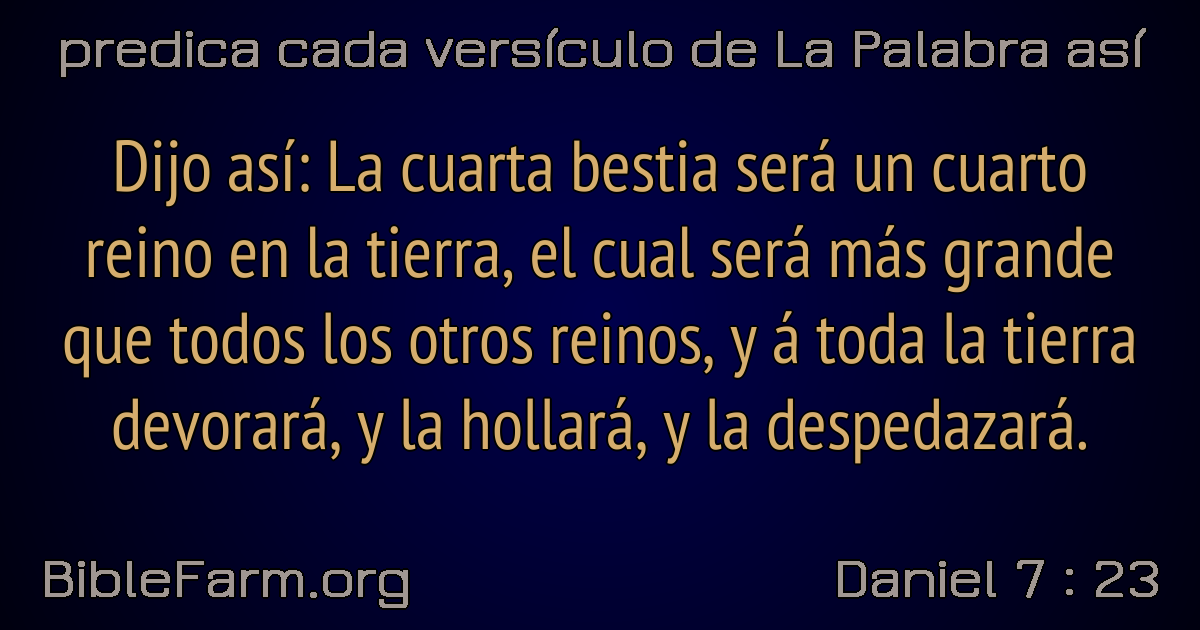 predica cada versículo de La Palabra así
Dijo así: La cuarta bestia será un cuarto
reino en la tierra, el cual será más grande
que todos los otros reinos, y á toda la tierra
devorará, y la hollará, y la despedazará.
BibleFarm.org
Daniel 7 : 23